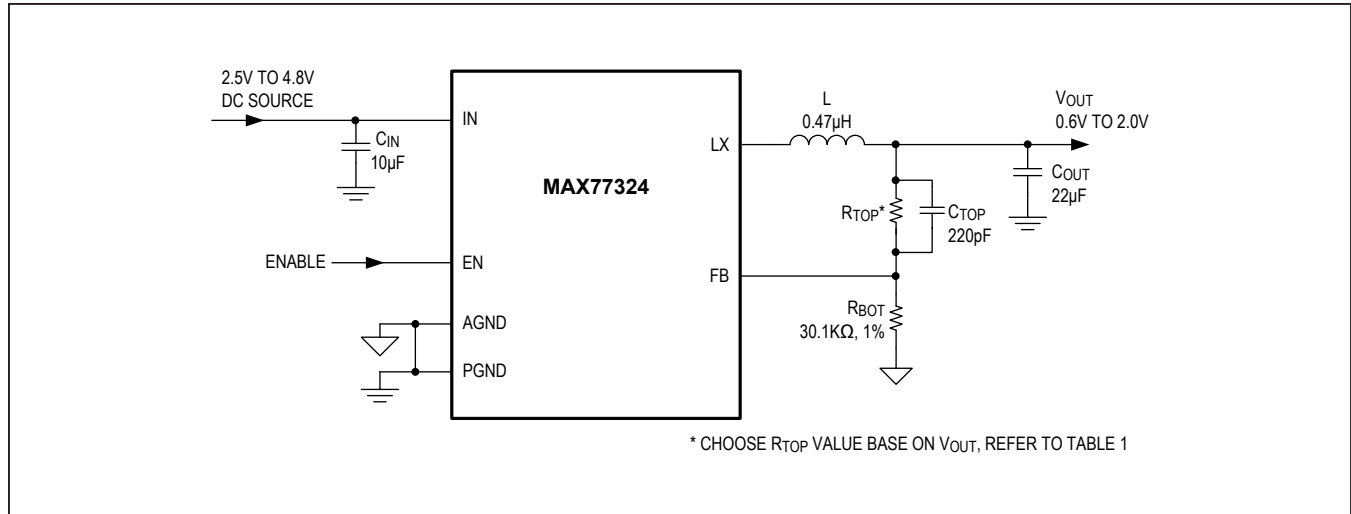 2.5V TO 4.8V
DC SOURCE
CIN
10µF
IN
MAX77324
LX
L
0.47µH
VOUT
0.6V TO 2.0V
COUT
22µF
RTOP*
CTOP
220pF
ENABLE
EN
FB
RBOT
30.1KΩ, 1%
AGND
PGND
* CHOOSE RTOP VALUE BASE ON VOUT, REFER TO TABLE 1